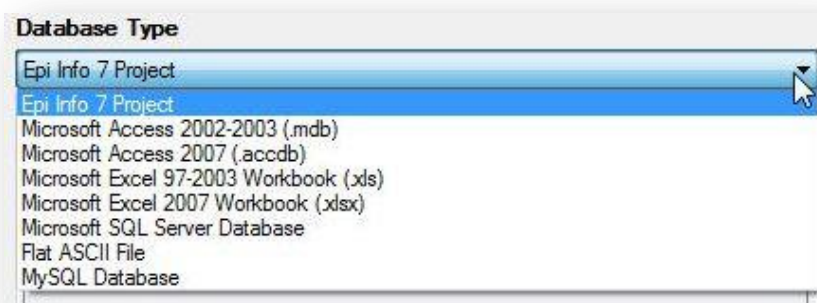 Database Type
Epi Info 7 Project
Epi Info 7 Project
Microsoft Access 2002-2003 (.mdb)
Microsoft Access 2007 (.accdb)
Microsoft Excel 97-2003 Workbook (.xls)
Microsoft Excel 2007 Workbook (.xlsx)
Microsoft SQL Server Database
Flat ASCII File
MySQL Database